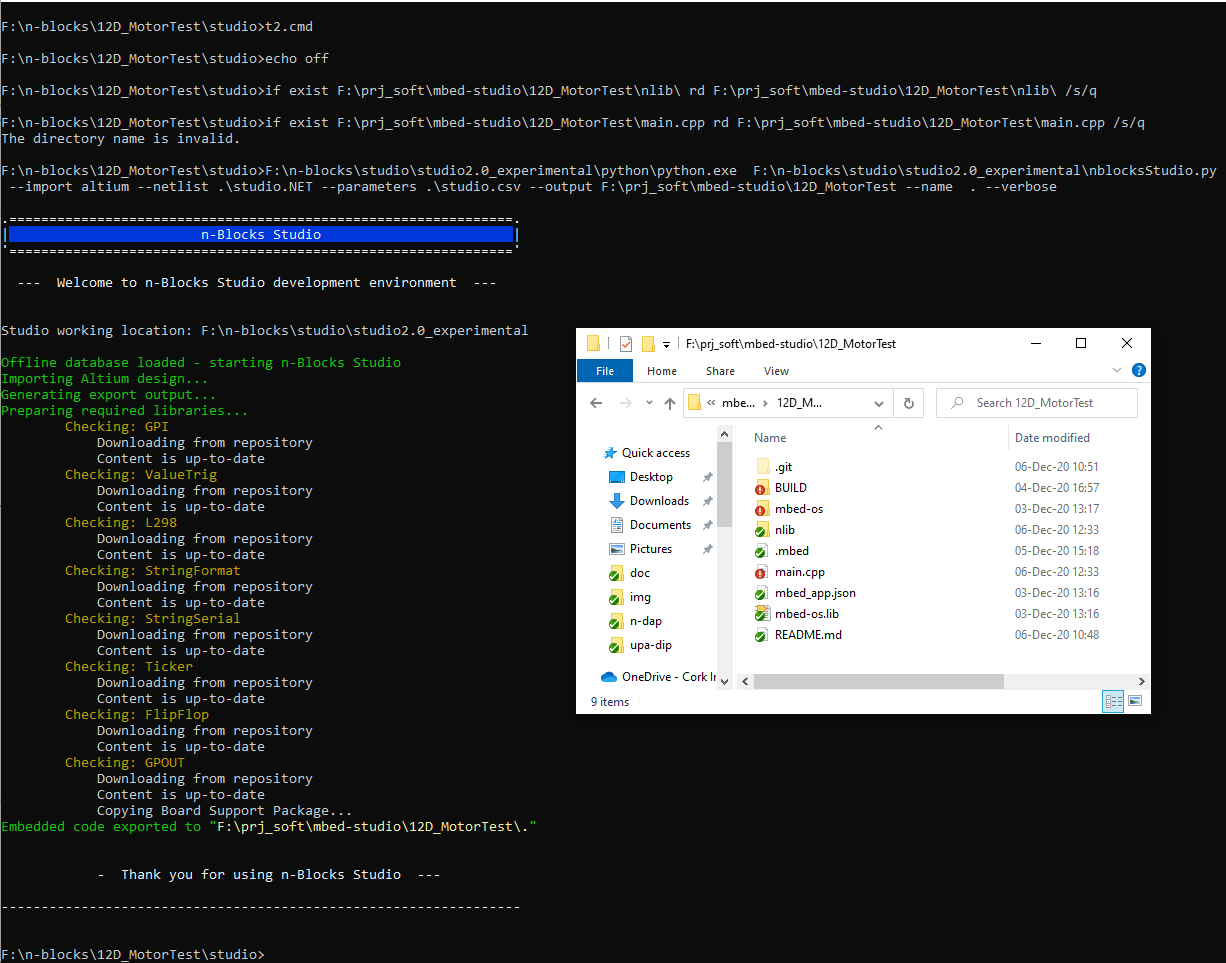 F:\n-blocks\12D_MotorTest\studio>t2.cmd
F:\n-blocks\12D_MotorTest\studio>echo off
F:\n-blocks\12D_MotorTest\studio>if exist F:\prj_soft\mbed-studio\12D_MotorTest\nlib\ rd F:\prj_soft\mbed-studio\12D_MotorTest\nlib\ /s/q
F:\n-blocks\12D_MotorTest\studio>if exist F:\prj_soft\mbed-studio\12D_MotorTest\main.cpp rd F:\prj_soft\mbed-studio\12D_MotorTest\main.cpp /s/q
The directory name is invalid.
F:\n-blocks\12D_MotorTest\studio>F:\n-blocks\studio\studio2.0_experimental\python\python.exe  F:\n-blocks\studio\studio2.0_experimental\nblocksStudio.py
--import altium --netlist .\studio.NET --parameters .\studio.csv --output F:\prj_soft\mbed-studio\12D_MotorTest --name  . --verbose
.===============================================================.
| n-Blocks Studio |
'==============================================================='
---  Welcome to n-Blocks Studio development environment  ---
Studio working location: F:\n-blocks\studio\studio2.0_experimental
Offline database loaded - starting n-Blocks Studio
Importing Altium design...
Generating export output...
Preparing required libraries...
Checking: GPI
Downloading from repository
Content is up-to-date
Checking: ValueTrig
Downloading from repository
Content is up-to-date
Checking: L298
Downloading from repository
Content is up-to-date
Checking: StringFormat
Downloading from repository
Content is up-to-date
Checking: StringSerial
Downloading from repository
Content is up-to-date
Checking: Ticker
Downloading from repository
Content is up-to-date
Checking: FlipFlop
Downloading from repository
Content is up-to-date
Checking: GPOUT
Downloading from repository
Content is up-to-date
Copying Board Support Package...
Embedded code exported to "F:\prj_soft\mbed-studio\12D_MotorTest\."
-  Thank you for using n-Blocks Studio  ---
-----------------------------------------------------------------
F:\n-blocks\12D_MotorTest\studio>
F:\prj_soft\mbed-studio\12D_MotorTest
File Home Share View
« mbe... › 12D_M...
Search 12D_MotorTest
Quick access
Desktop
Downloads
Documents
Pictures
doc
img
n-dap
upa-dip
OneDrive - Cork Ir
Name Date modified
.git 06-Dec-20 10:51
BUILD 04-Dec-20 16:57
mbed-os 03-Dec-20 13:17
nlib 06-Dec-20 12:33
.mbed 05-Dec-20 15:18
main.cpp 06-Dec-20 12:33
mbed_app.json 03-Dec-20 13:16
mbed-os.lib 03-Dec-20 13:16
README.md 06-Dec-20 10:48
9 items